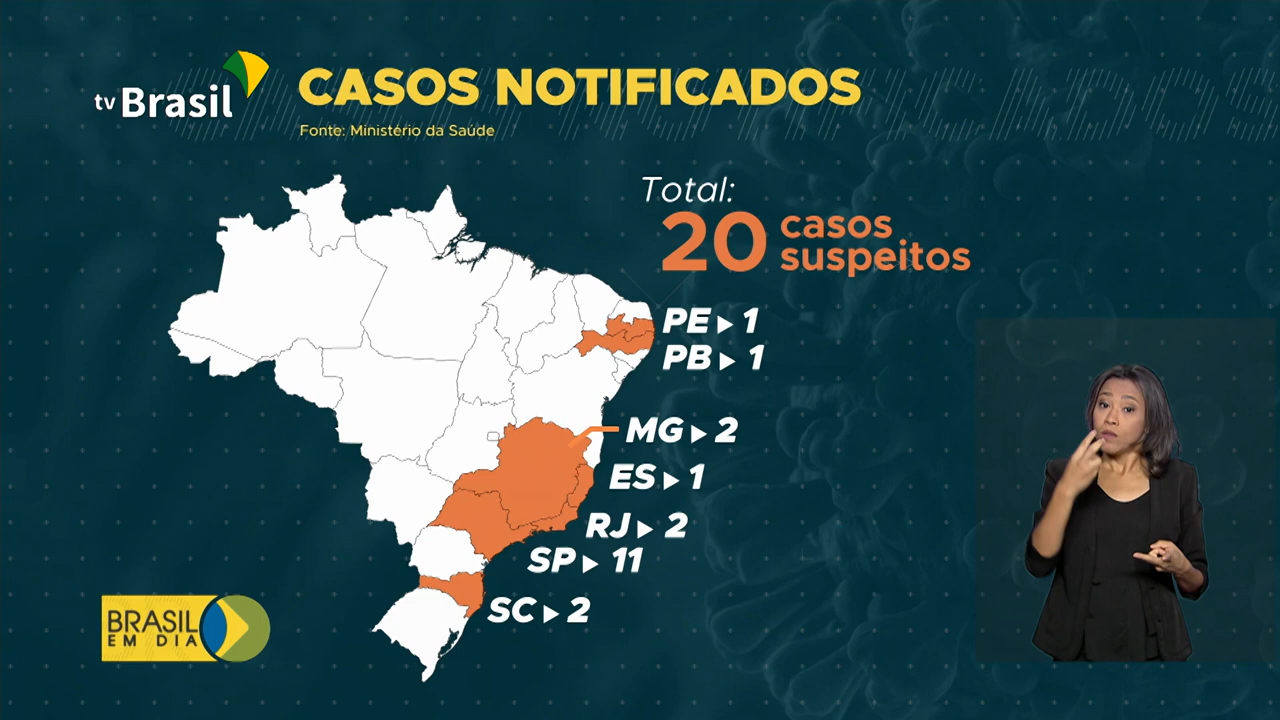 tv Brasil
CASOS NOTIFICADOS
Fonte: Ministério da Saúde
Total:
20 casos
suspeitos
PE ▶ 1
PB ▶ 1
MG ▶ 2
ES ▶ 1
RJ ▶ 2
SP ▶ 11
SC ▶ 2
BRASIL
EM DIA